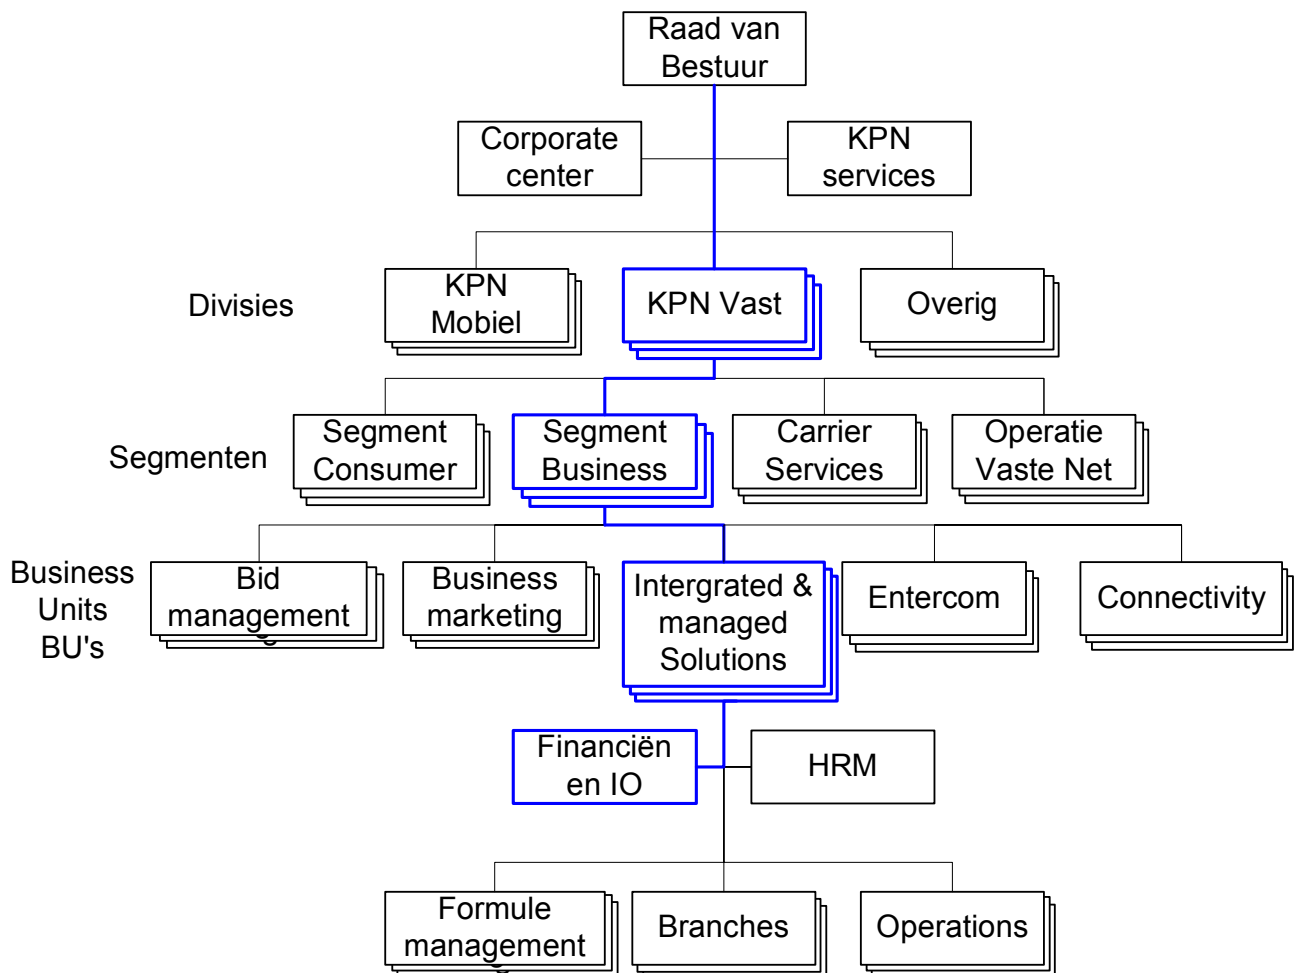 Raad van
Bestuur
Corporate
center
KPN
services
Divisies
KPN
Mobiel
KPN Vast
Overig
Segmenten
Segment
Consumer
Segment
Business
Carrier
Services
Operatie
Vaste Net
Business
Units
BU's
Bid
management
Business
marketing
Intergrated &
managed
Solutions
Entercom
Connectivity
Financiën
en IO
HRM
Formule
management
Branches
Operations